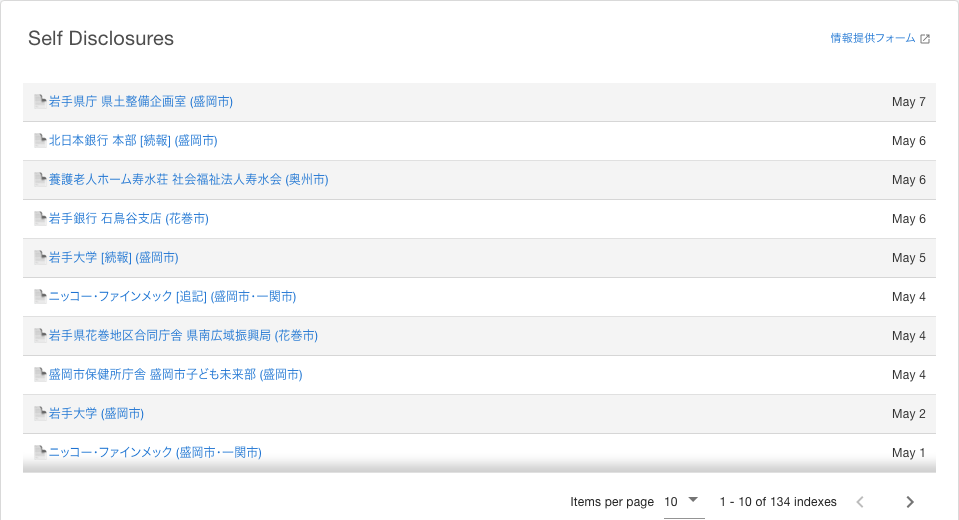 Self Disclosures
情報提供フォーム
岩手県庁 県土整備企画室 (盛岡市) May 7
北日本銀行 本部 [続報] (盛岡市) May 6
養護老人ホーム寿水荘 社会福祉法人寿水会 (奥州市) May 6
岩手銀行 石鳥谷支店 (花巻市) May 6
岩手大学 [続報] (盛岡市) May 5
ニッコー・ファインメック [追記] (盛岡市・一関市) May 4
岩手県花巻地区合同庁舎 県南広域振興局 (花巻市) May 4
盛岡市保健所庁舎 盛岡市子ども未来部 (盛岡市) May 4
岩手大学 (盛岡市) May 2
ニッコー・ファインメック (盛岡市・一関市) May 1
Items per page 10 1 - 10 of 134 indexes